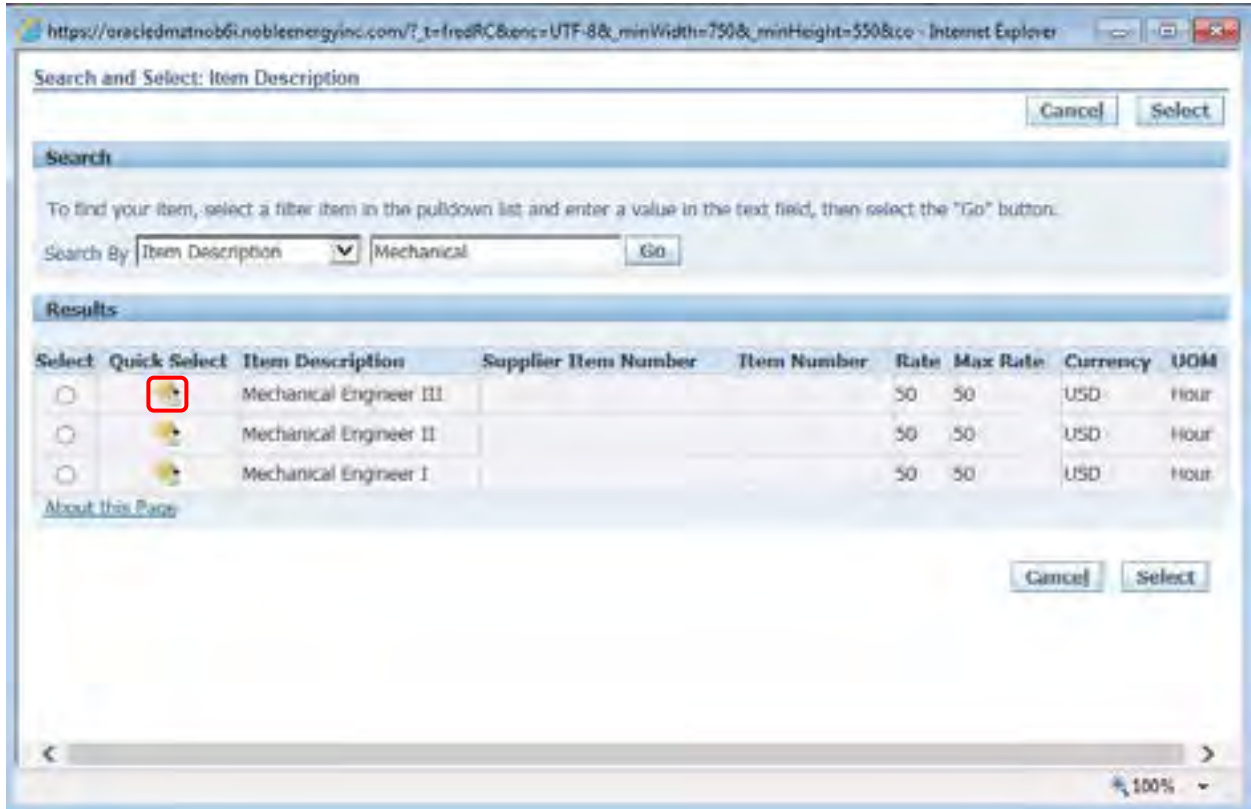 https://oracledmztnob6i.nobleenergyinc.com/?_t=fredRC&enc=UTF-8&_minWidth=750&_minHeight=550&co - Internet Explorer
Search and Select: Item Description
Cancel Select
Search
To find your item, select a filter item in the pulldown list and enter a value in the text field, then select the "Go" button.
Search By Item Description Mechanical Go
Results
Select Quick Select Item Description Supplier Item Number Item Number Rate Max Rate Currency UOM
Mechanical Engineer III 50 50 USD Hour
Mechanical Engineer II 50 50 USD Hour
Mechanical Engineer I 50 50 USD Hour
About this Page
Cancel Select
100%